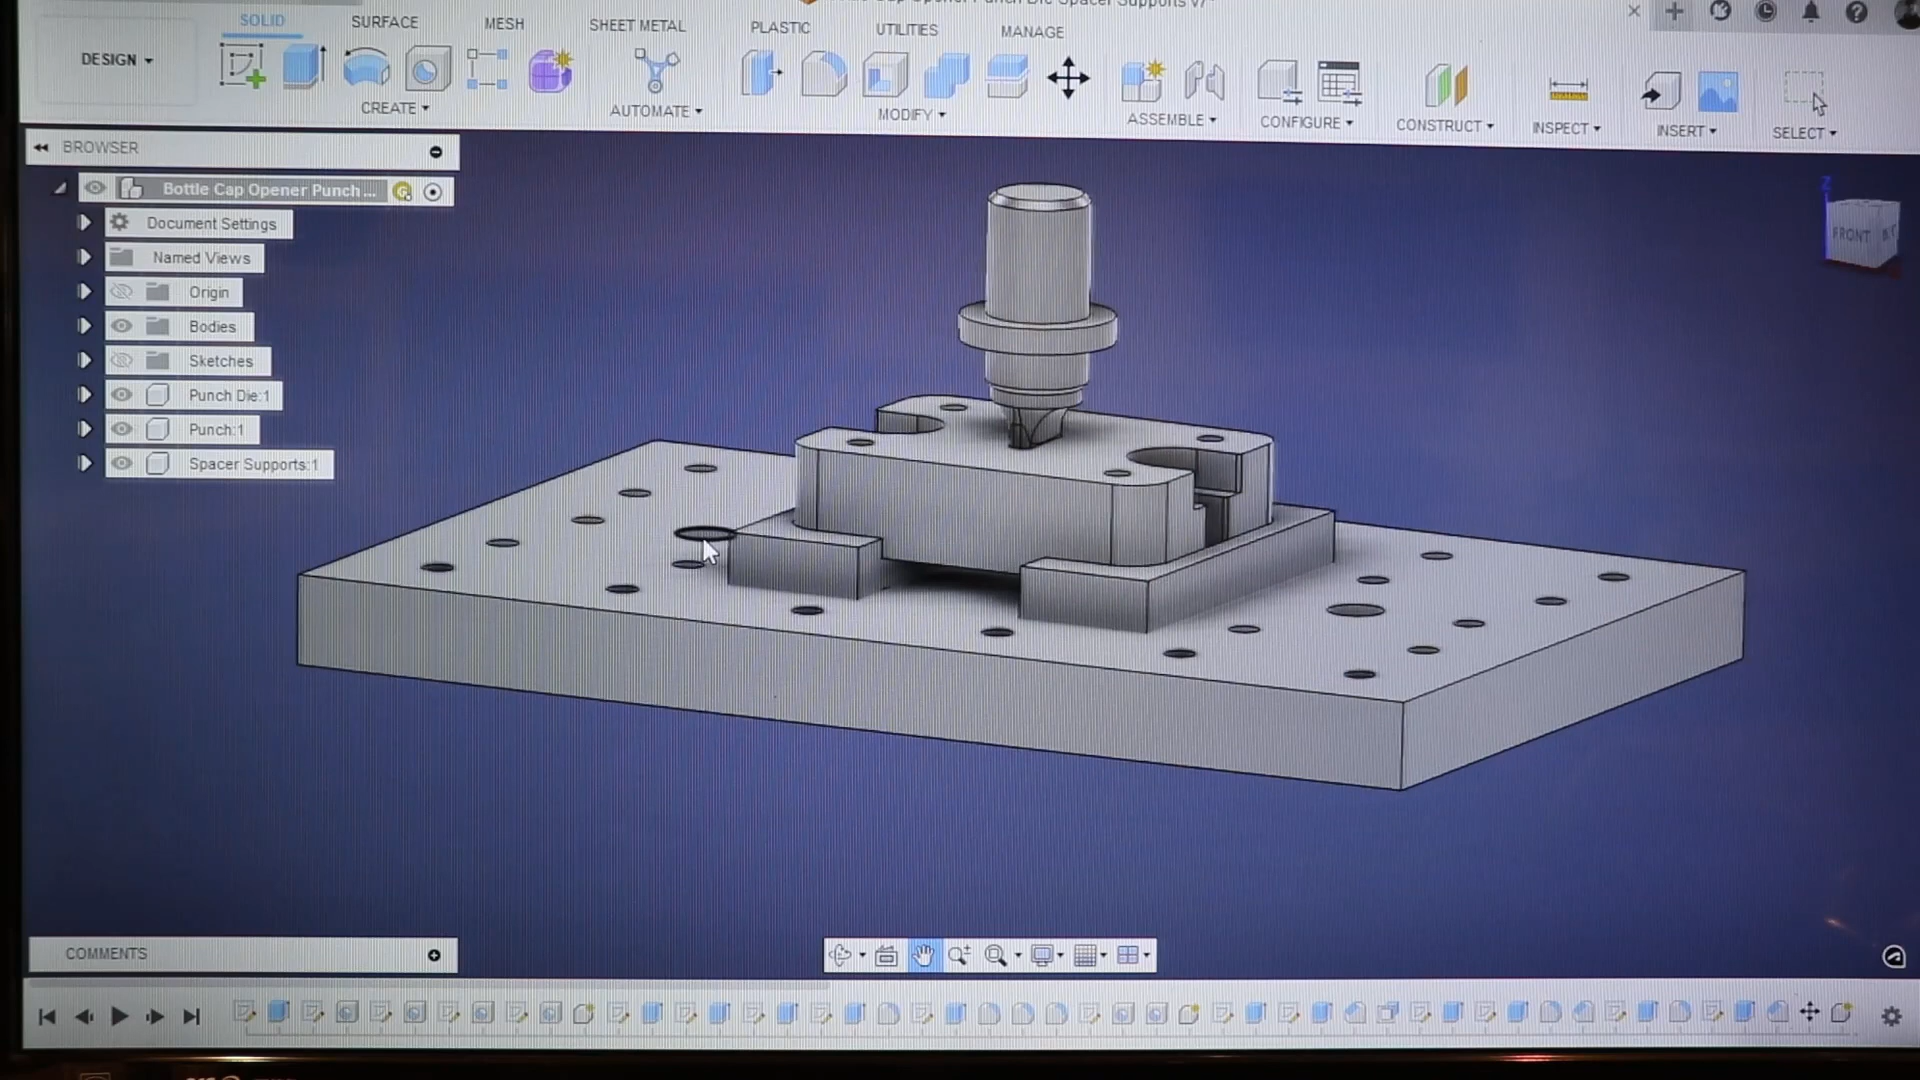 SOLID
SURFACE
MESH
SHEET METAL
PLASTIC
UTILITIES
MANAGE
DESIGN
CREATE
AUTOMATE
MODIFY
ASSEMBLE
CONFIGURE
CONSTRUCT
INSPECT
INSERT
SELECT
BROWSER
Bottle Cap Opener Punch ...
Document Settings
Named Views
Origin
Bodies
Sketches
Punch Die:1
Punch:1
Spacer Supports:1
Z
FRONT
COMMENTS